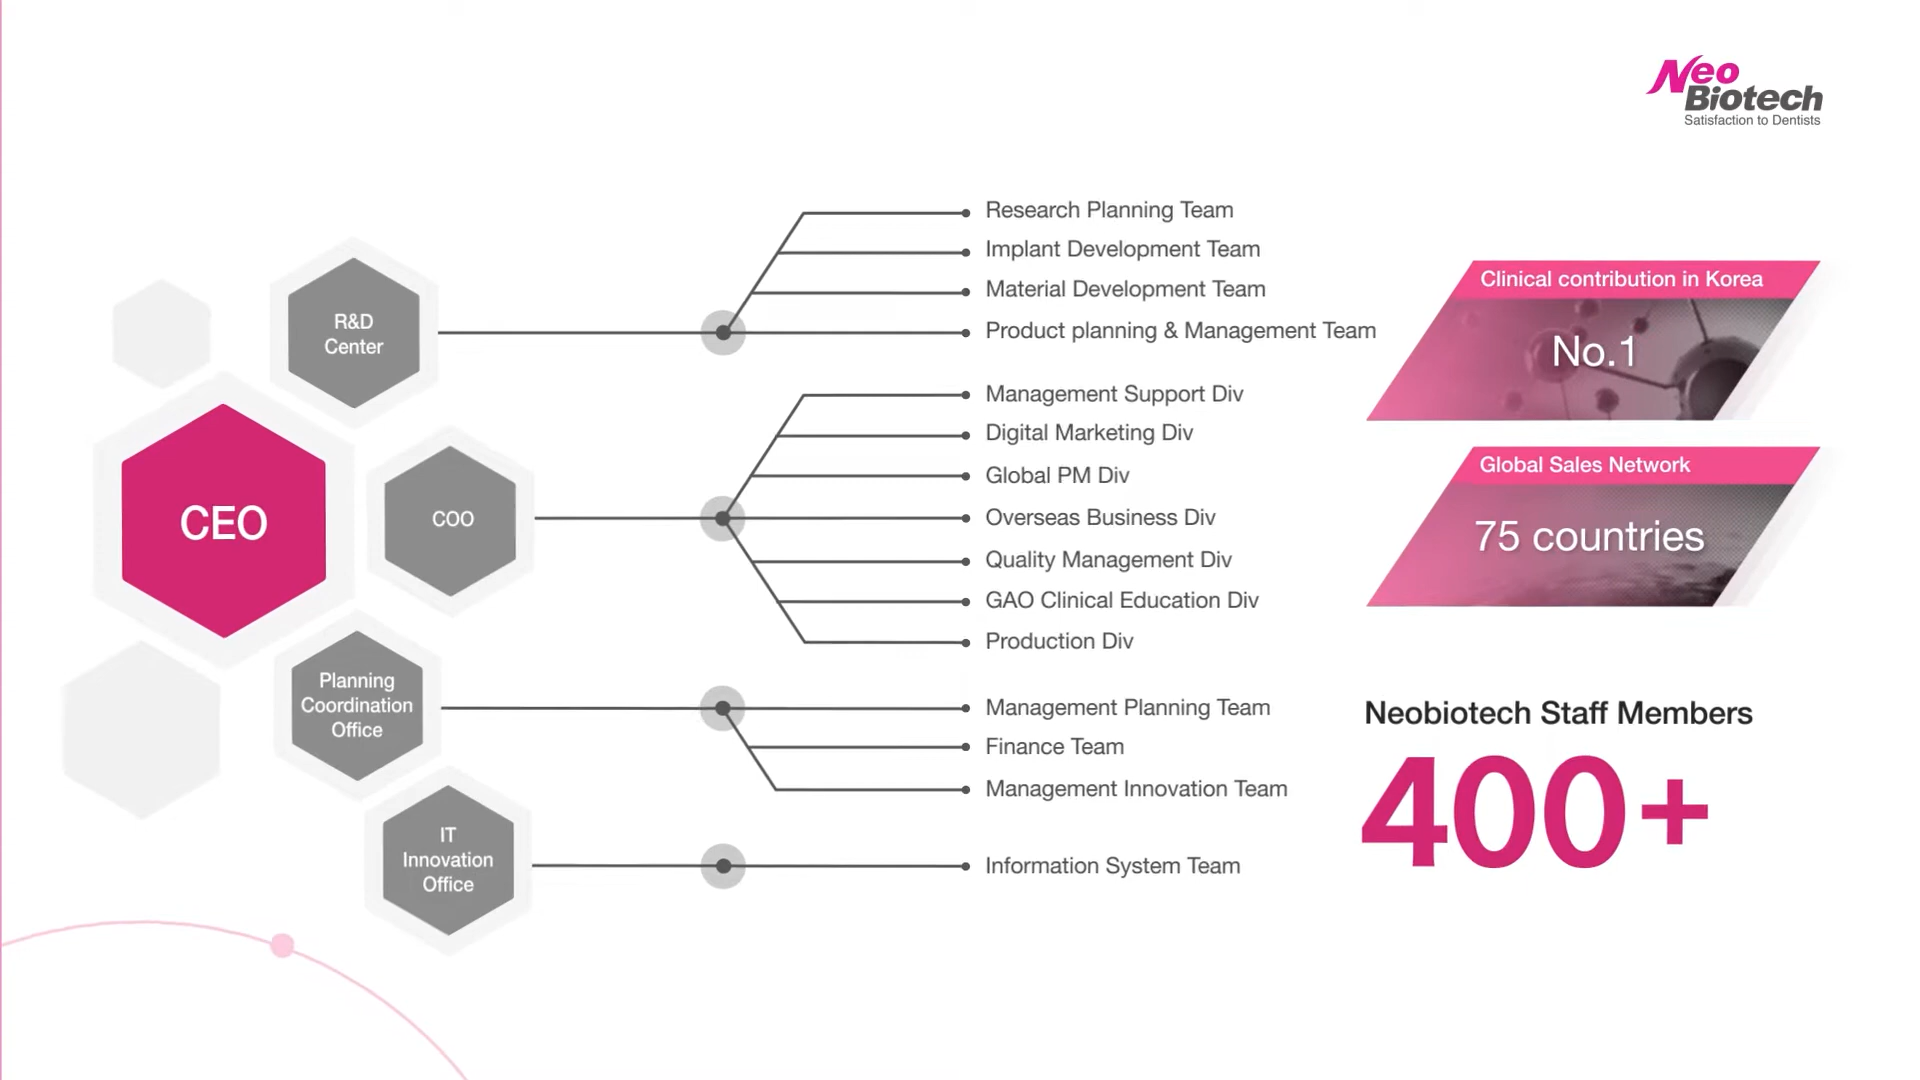 Neo
Biotech
Satisfaction to Dentists
CEO
R&D
Center
Research Planning Team
Implant Development Team
Material Development Team
Product planning & Management Team
COO
Management Support Div
Digital Marketing Div
Global PM Div
Overseas Business Div
Quality Management Div
GAO Clinical Education Div
Production Div
Planning
Coordination
Office
Management Planning Team
Finance Team
Management Innovation Team
IT
Innovation
Office
Information System Team
Clinical contribution in Korea
No.1
Global Sales Network
75 countries
Neobiotech Staff Members
400+